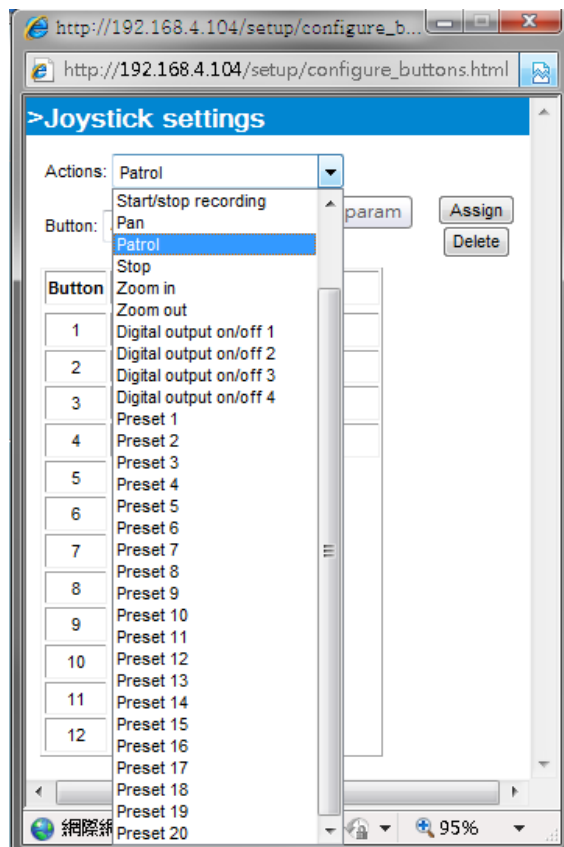 http://192.168.4.104/setup/configure_b...
http://192.168.4.104/setup/configure_buttons.html
>Joystick settings
Actions: Patrol
Button:
param
Assign
Delete
Start/stop recording
Pan
Patrol
Stop
Zoom in
Zoom out
Digital output on/off 1
Digital output on/off 2
Digital output on/off 3
Digital output on/off 4
Preset 1
Preset 2
Preset 3
Preset 4
Preset 5
Preset 6
Preset 7
Preset 8
Preset 9
Preset 10
Preset 11
Preset 12
Preset 13
Preset 14
Preset 15
Preset 16
Preset 17
Preset 18
Preset 19
Preset 20
Button
1
2
3
4
5
6
7
8
9
10
11
12
網際
95%